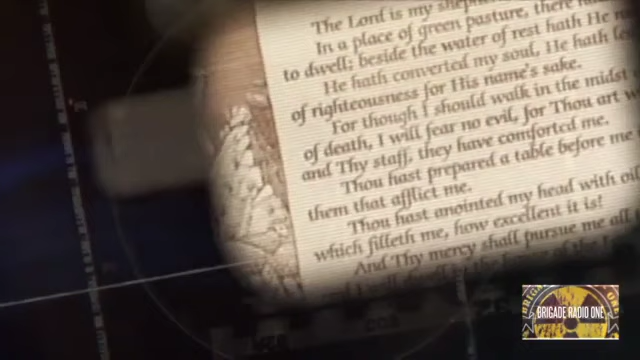 The Lord is my
In a place of green pasture, there
to dwell; beside the water of rest hath He
He hath converted my soul, He hath
of righteousness for His name's sake.
For though I should walk in the midst
of death, I will fear no evil, for Thou art
and Thy staff, they have comforted me.
Thou hast prepared a table before me
them that afflict me.
Thou hast anointed my head with oil
which filleth me, how excellent it is!
And Thy mercy shall pursue me all
BRIGADE RADIO ONE